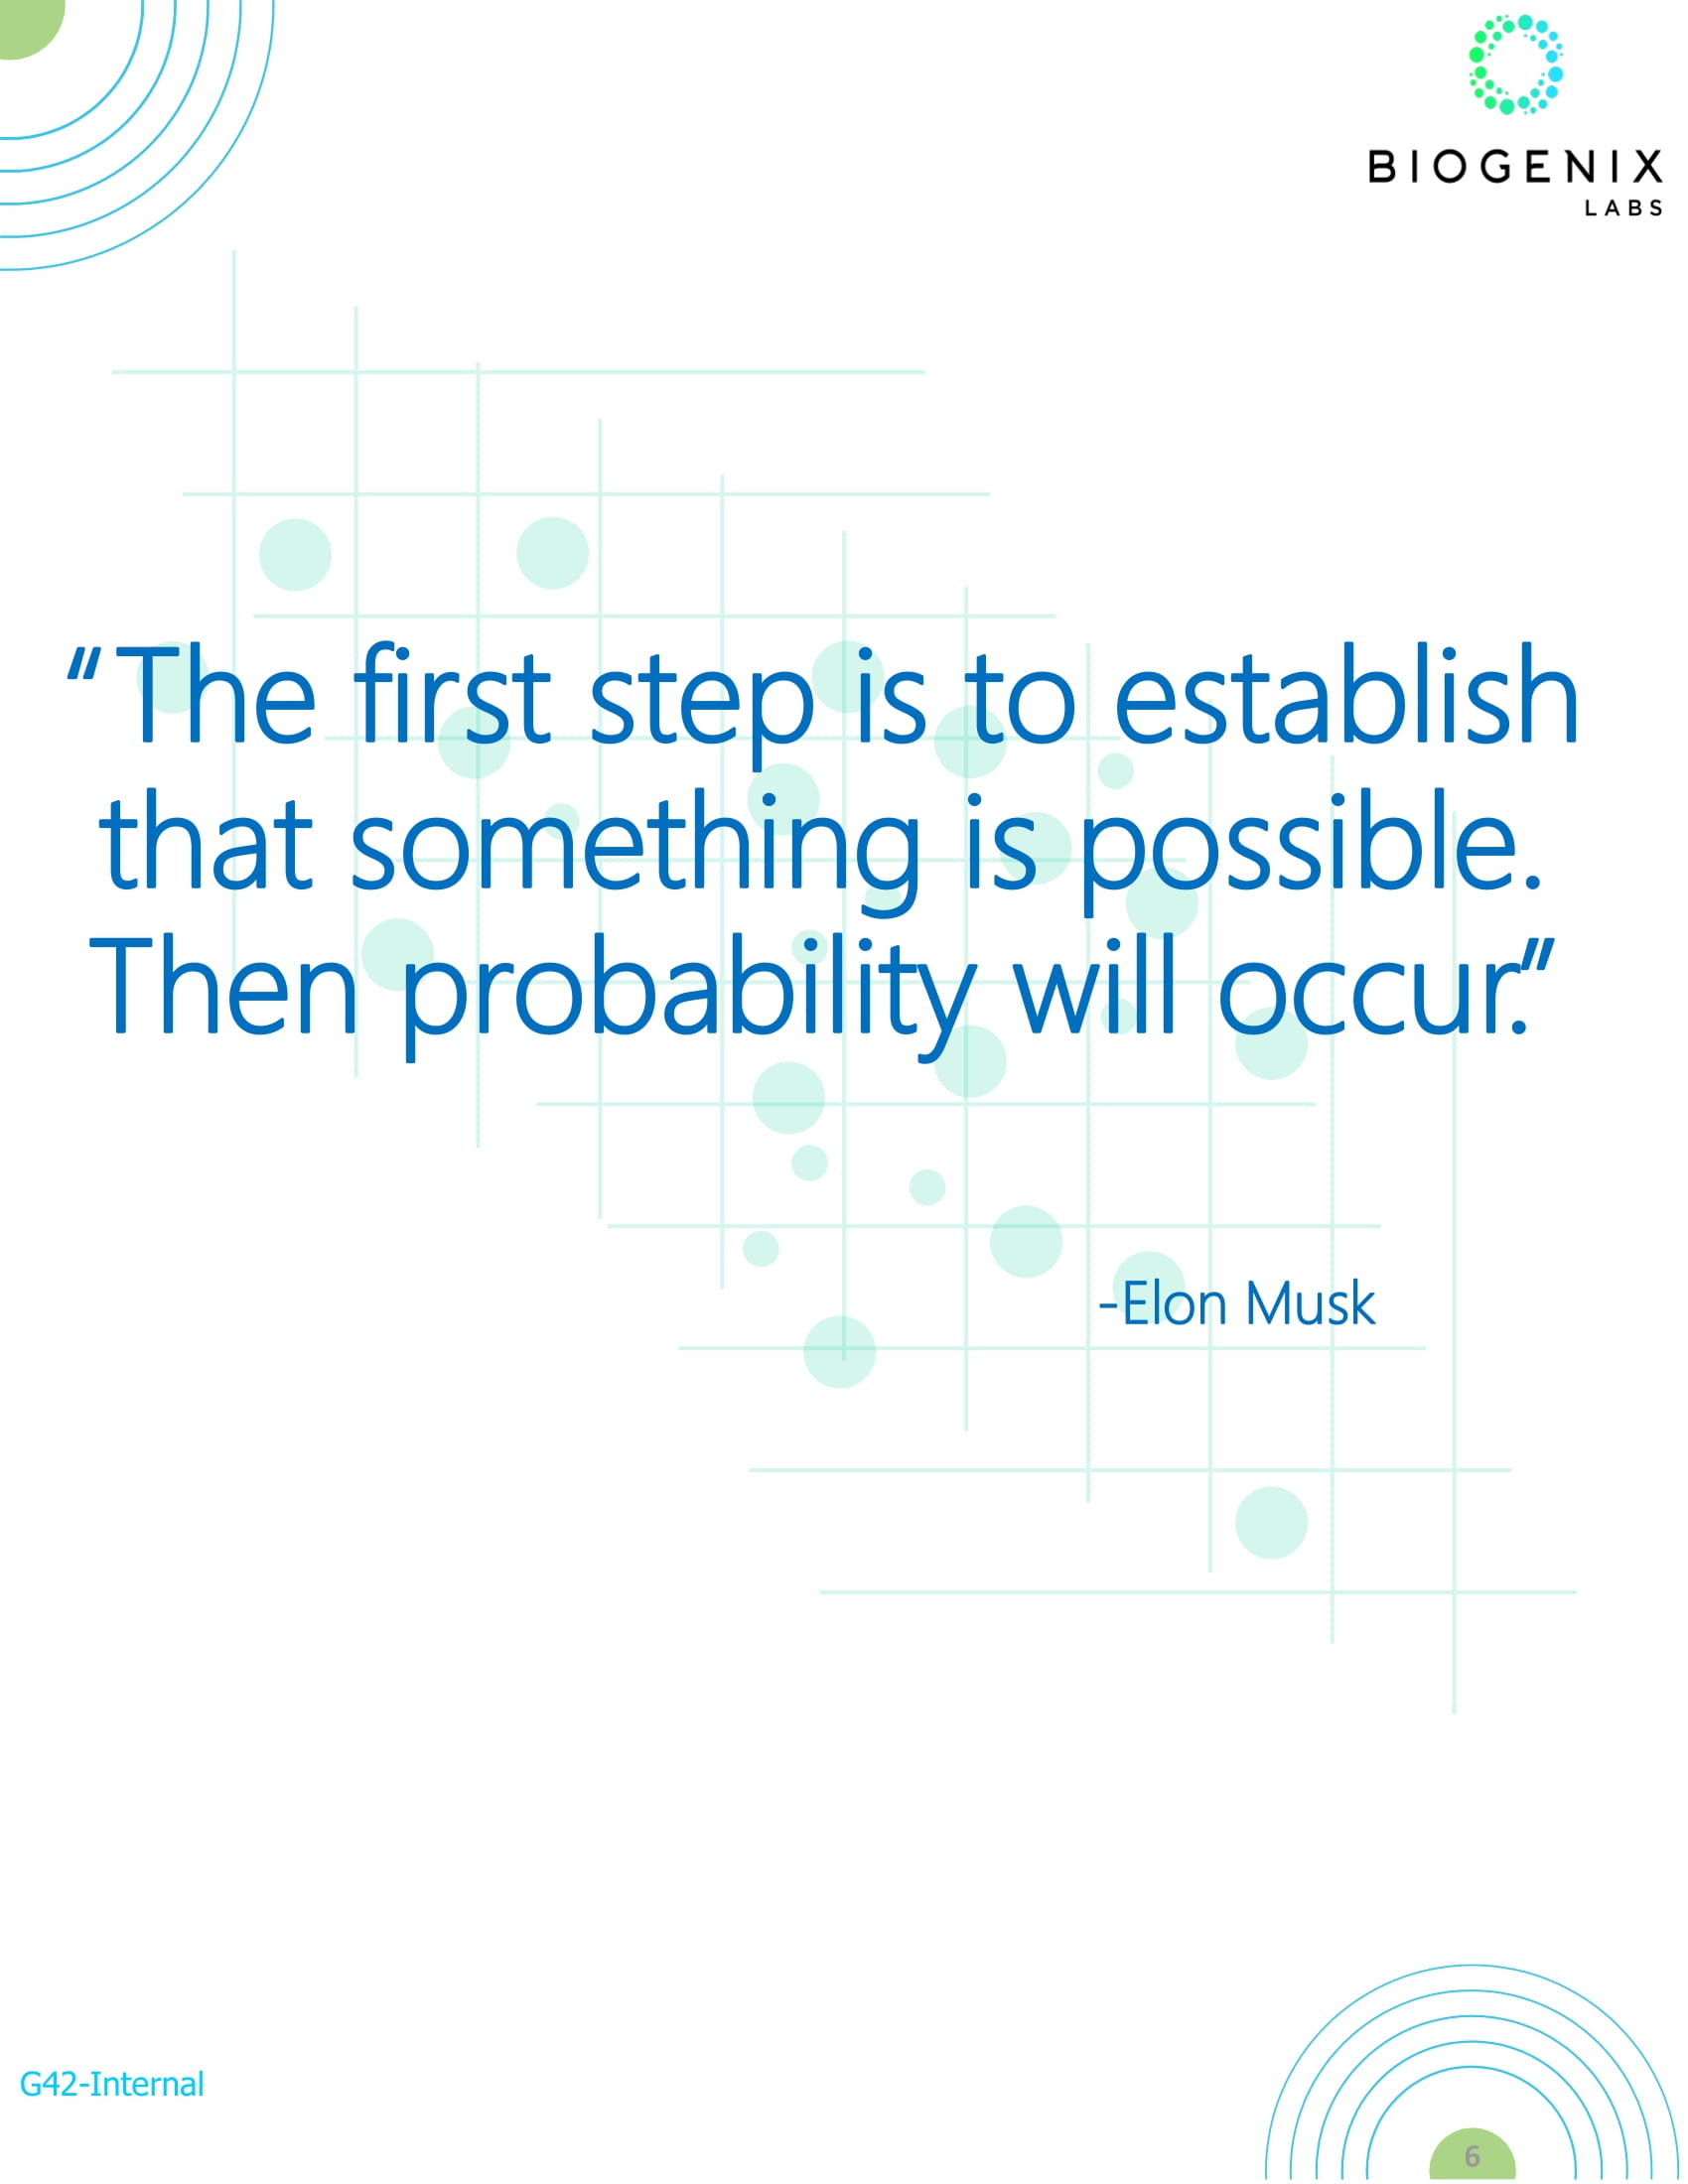 BIOGENIX
LABS
“The first step is to establish
that something is possible.
Then probability will occur.”
-Elon Musk
G42-Internal
6